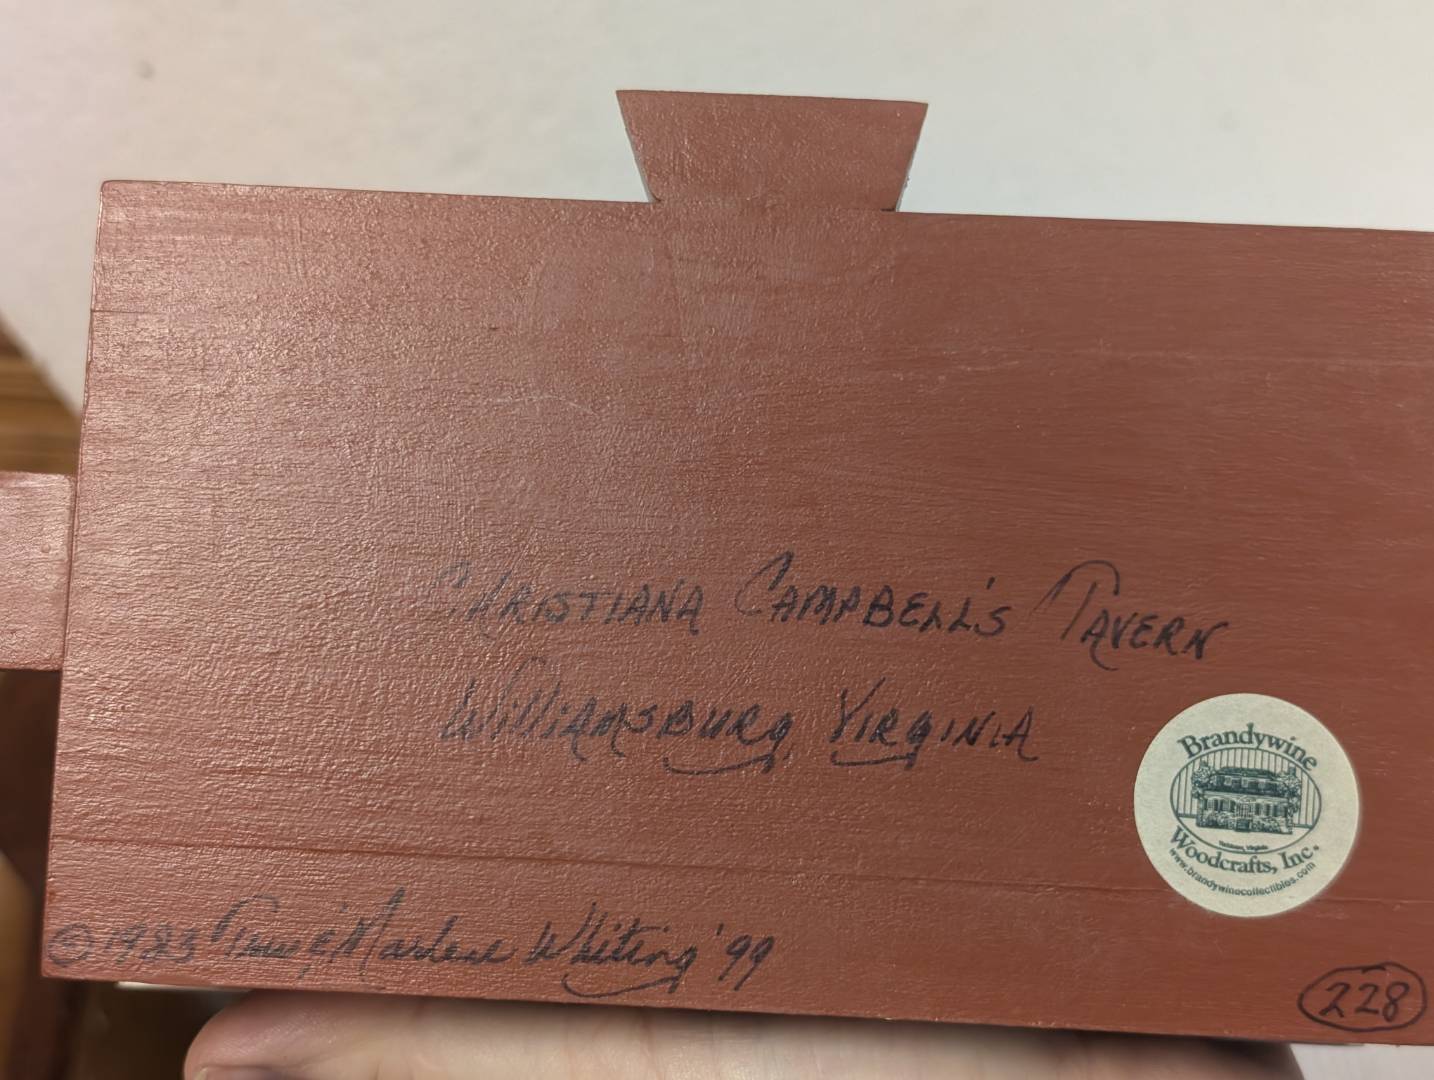 Christiana Campbell's Tavern
Williamsburg, Virginia
Brandywine
Woodcrafts, Inc.
www.brandywinecollectibles.com
©1983 & Marlene Whiting '99
228